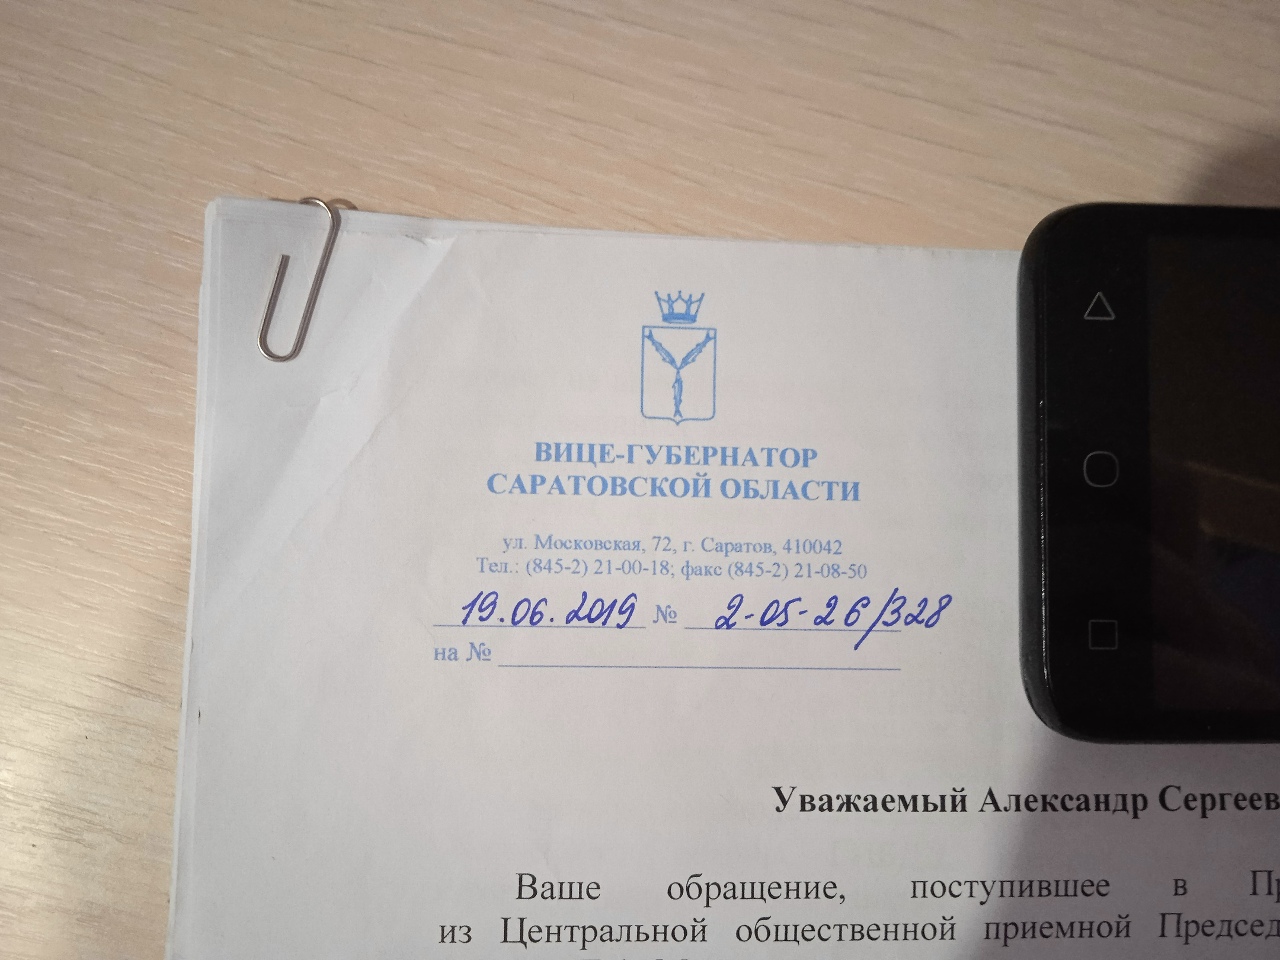 ВИЦЕ-ГУБЕРНАТОР
САРАТОВСКОЙ ОБЛАСТИ
ул. Московская, 72, г. Саратов, 410042
Тел.: (845-2) 21-00-18; факс (845-2) 21-08-50
19.06.2019 № 2-05-26/328
на №
Уважаемый Александр Сергеев
Ваше обращение, поступившее в
из Центральной общественной приемной Председ